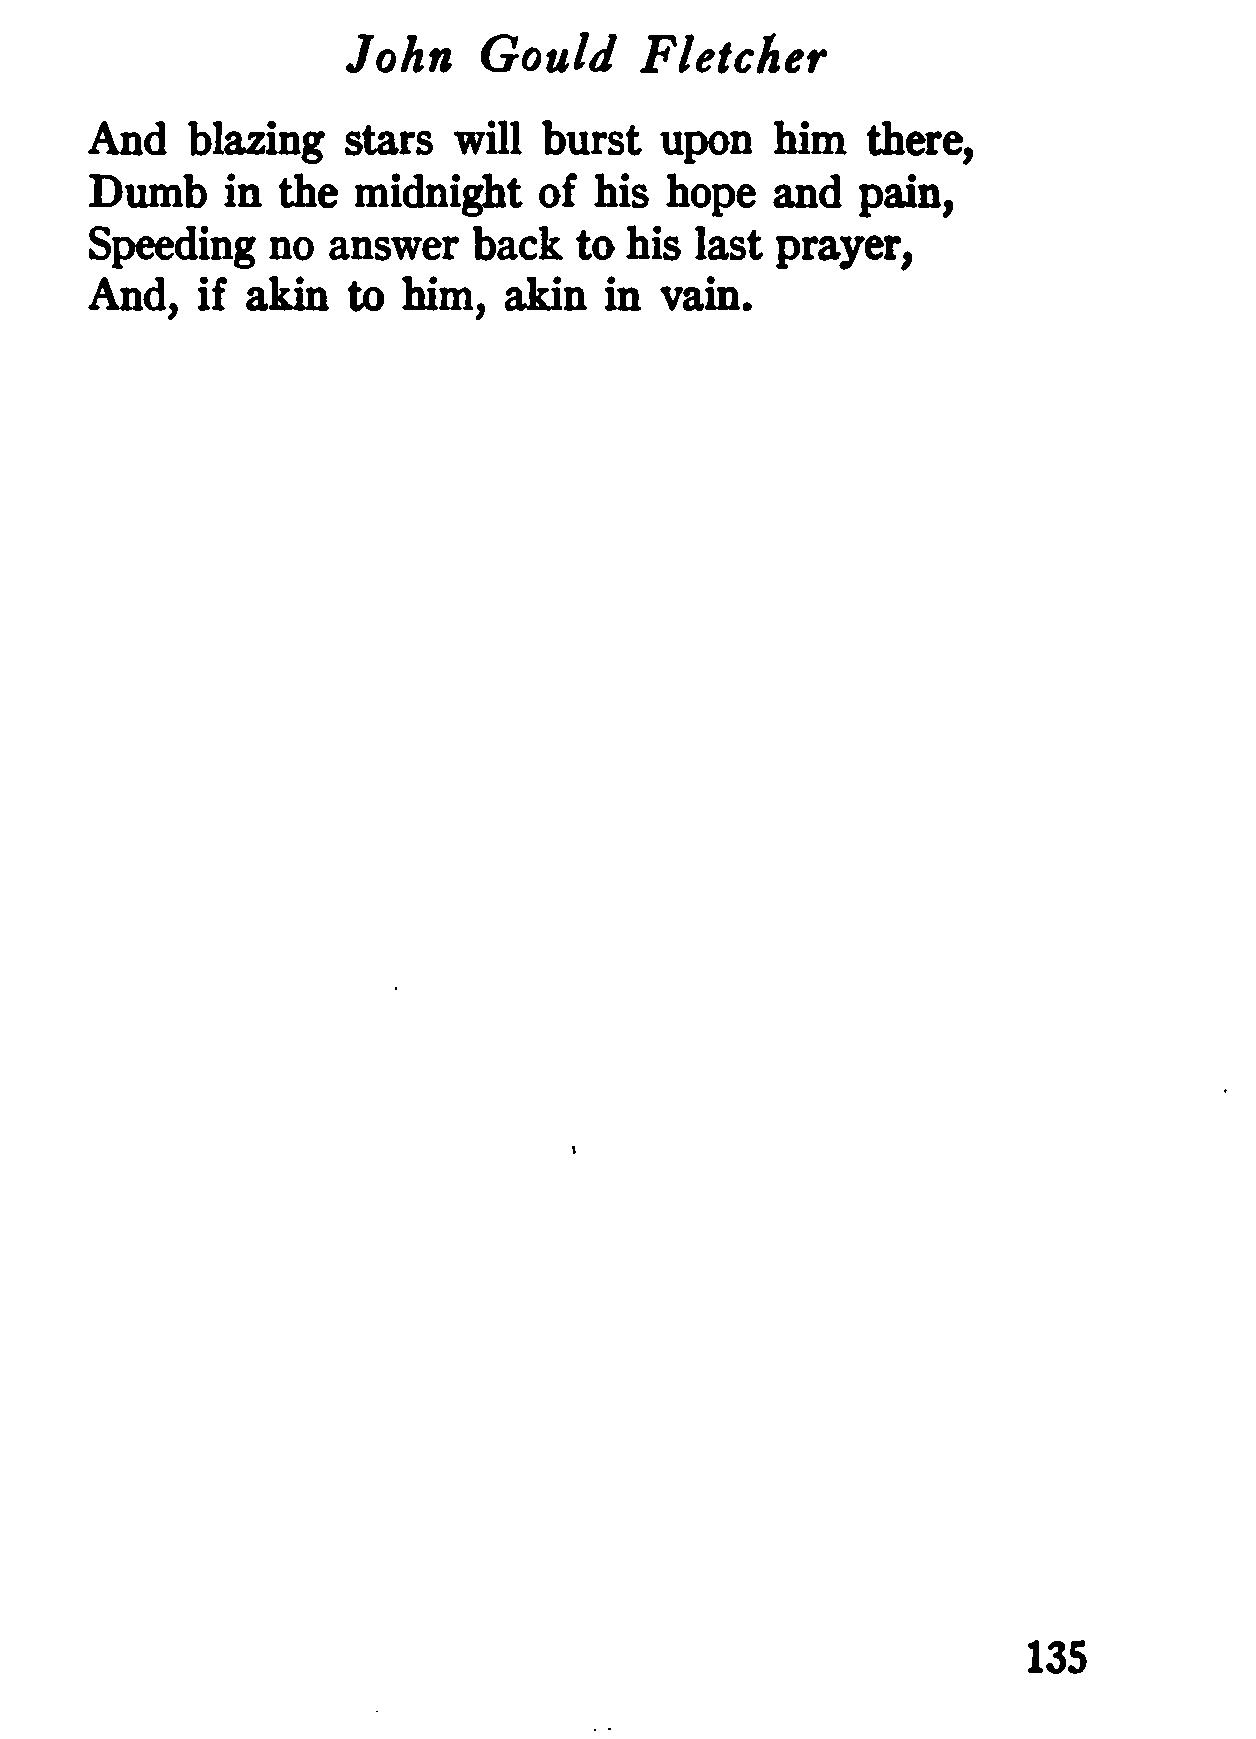 John Gould Fletcher
And blazing stars will burst upon him there,
Dumb in the midnight of his hope and pain,
Speeding no answer back to his last prayer,
And, if akin to him, akin in vain.
135